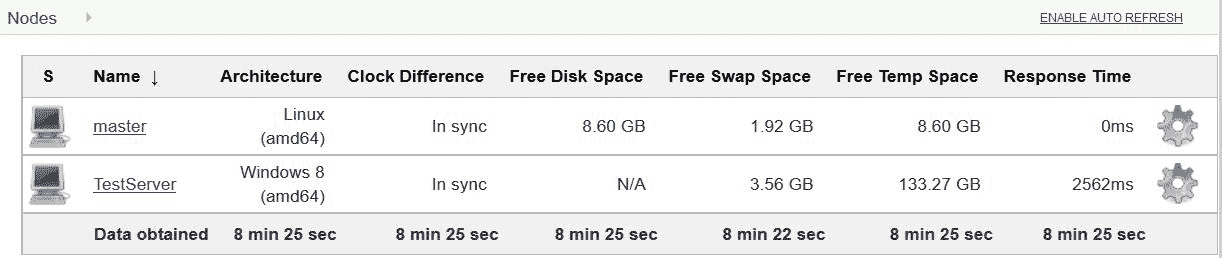 Nodes
ENABLE AUTO REFRESH
S Name ↓ Architecture Clock Difference Free Disk Space Free Swap Space Free Temp Space Response Time
master Linux (amd64) In sync 8.60 GB 1.92 GB 8.60 GB 0ms
TestServer Windows 8 (amd64) In sync N/A 3.56 GB 133.27 GB 2562ms
Data obtained 8 min 25 sec 8 min 25 sec 8 min 25 sec 8 min 22 sec 8 min 25 sec 8 min 25 sec